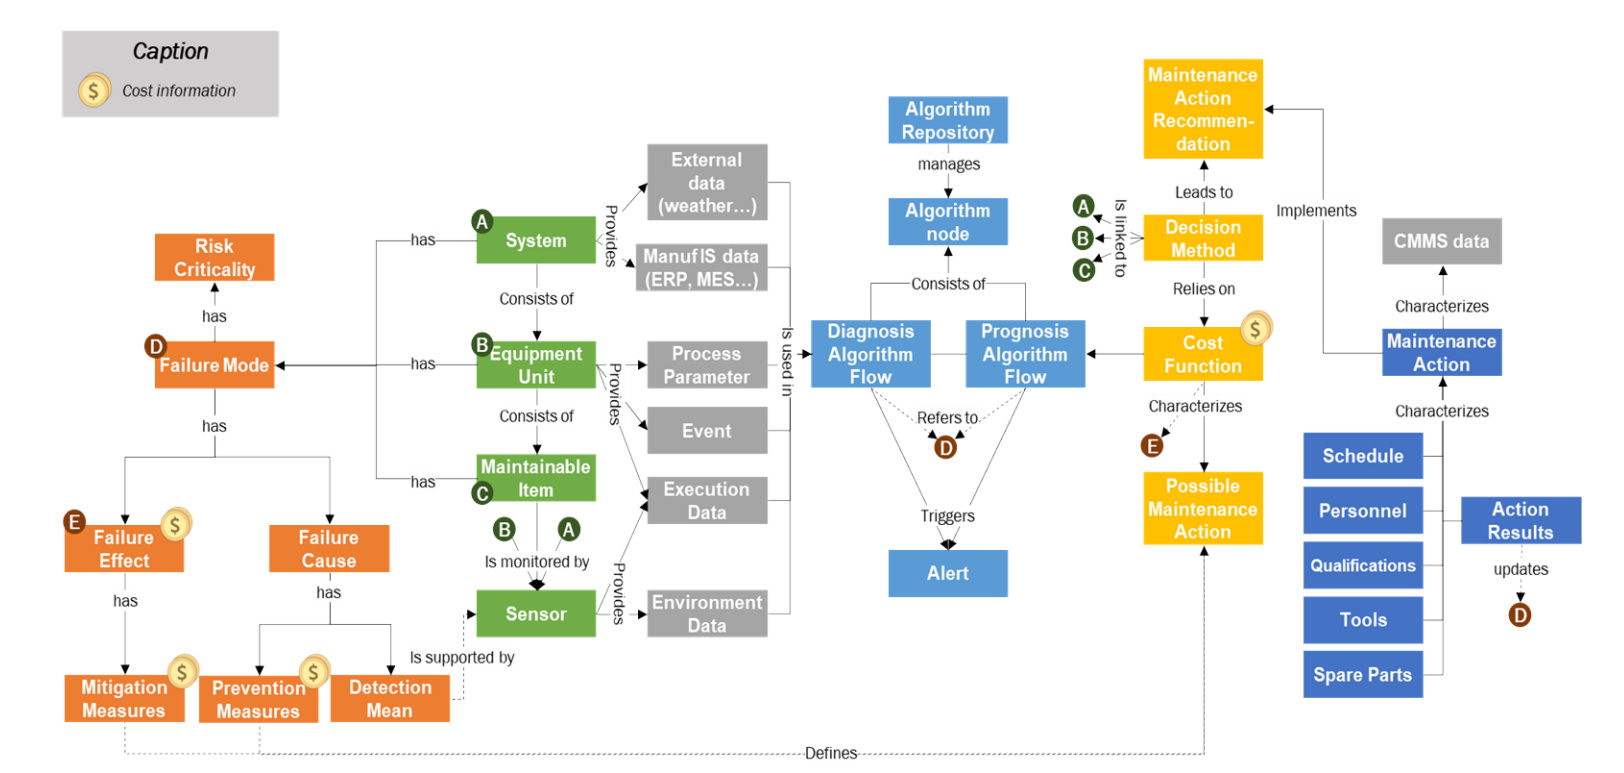 Caption
$
Cost information
Risk
Criticality
has
D
Failure Mode
has
E
$
Failure
Effect
Failure
Cause
has
has
$
Mitigation
Measures
$
Prevention
Measures
Detection
Mean
Is supported by
has
has
has
A
System
Consists of
B
Equipment
Unit
Consists of
Maintainable
Item
C
B
A
Is monitored by
Sensor
Provides
Provides
Provides
External
data
(weather...)
Manuf IS data
(ERP, MES...)
Process
Parameter
Event
Execution
Data
Environment
Data
Is used in
Algorithm
Repository
manages
Algorithm
node
Consists of
Diagnosis
Algorithm
Flow
Prognosis
Algorithm
Flow
Refers to
D
Triggers
Alert
Maintenance
Action
Recommen-
dation
Leads to
A
B
C
Is linked to
Decision
Method
Relies on
$
Cost
Function
Characterizes
E
Possible
Maintenance
Action
Defines
Implements
CMMS data
Characterizes
Maintenance
Action
Characterizes
Schedule
Personnel
Qualifications
Tools
Spare Parts
Action
Results
updates
D